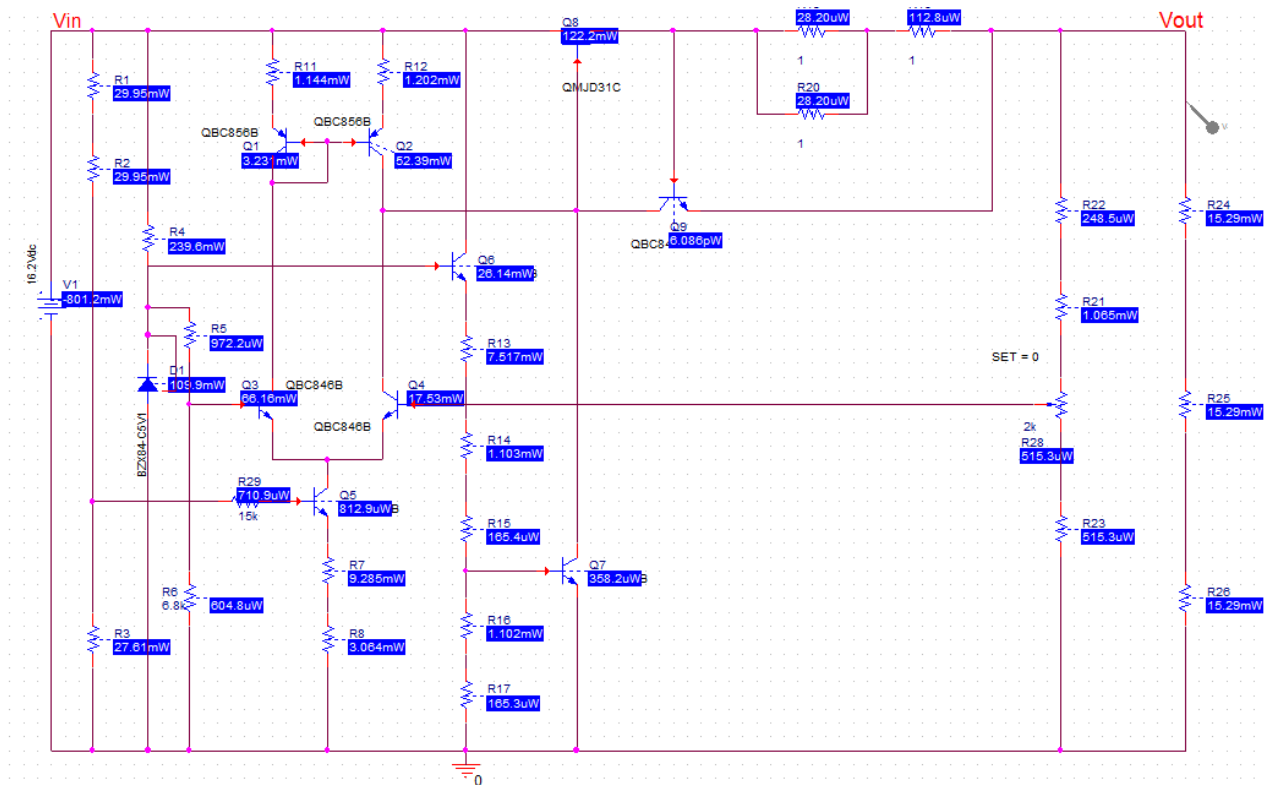 Vin
Vout
Q8
28.20uW
112.8uW
122.2mW
R1
29.95mW
R11
1.144mW
R12
1.202mW
1
1
QMJD31C
R20
28.20uW
QBC856B
QBC856B
1
R2
29.95mW
Q1
3.231mW
Q2
52.39mW
R4
239.6mW
R22
248.5uW
R24
15.29mW
Q9
6.086pW
16.2Vdc
V1
-801.2mW
Q6
26.14mW
R5
972.2uW
R13
7.517mW
R21
1.065mW
SET = 0
D1
109.9mW
Q3
QBC846B
66.16mW
Q4
17.53mW
R25
15.29mW
BZX84-C5V1
QBC846B
2k
R28
515.3uW
R14
1.103mW
R29
710.9uW
15k
Q5
812.9uW
R15
165.4uW
R23
515.3uW
R7
9.285mW
Q7
358.2uW
R6
6.8k
604.8uW
R16
1.102mW
R26
15.29mW
R3
27.61mW
R8
3.064mW
R17
165.3uW
0